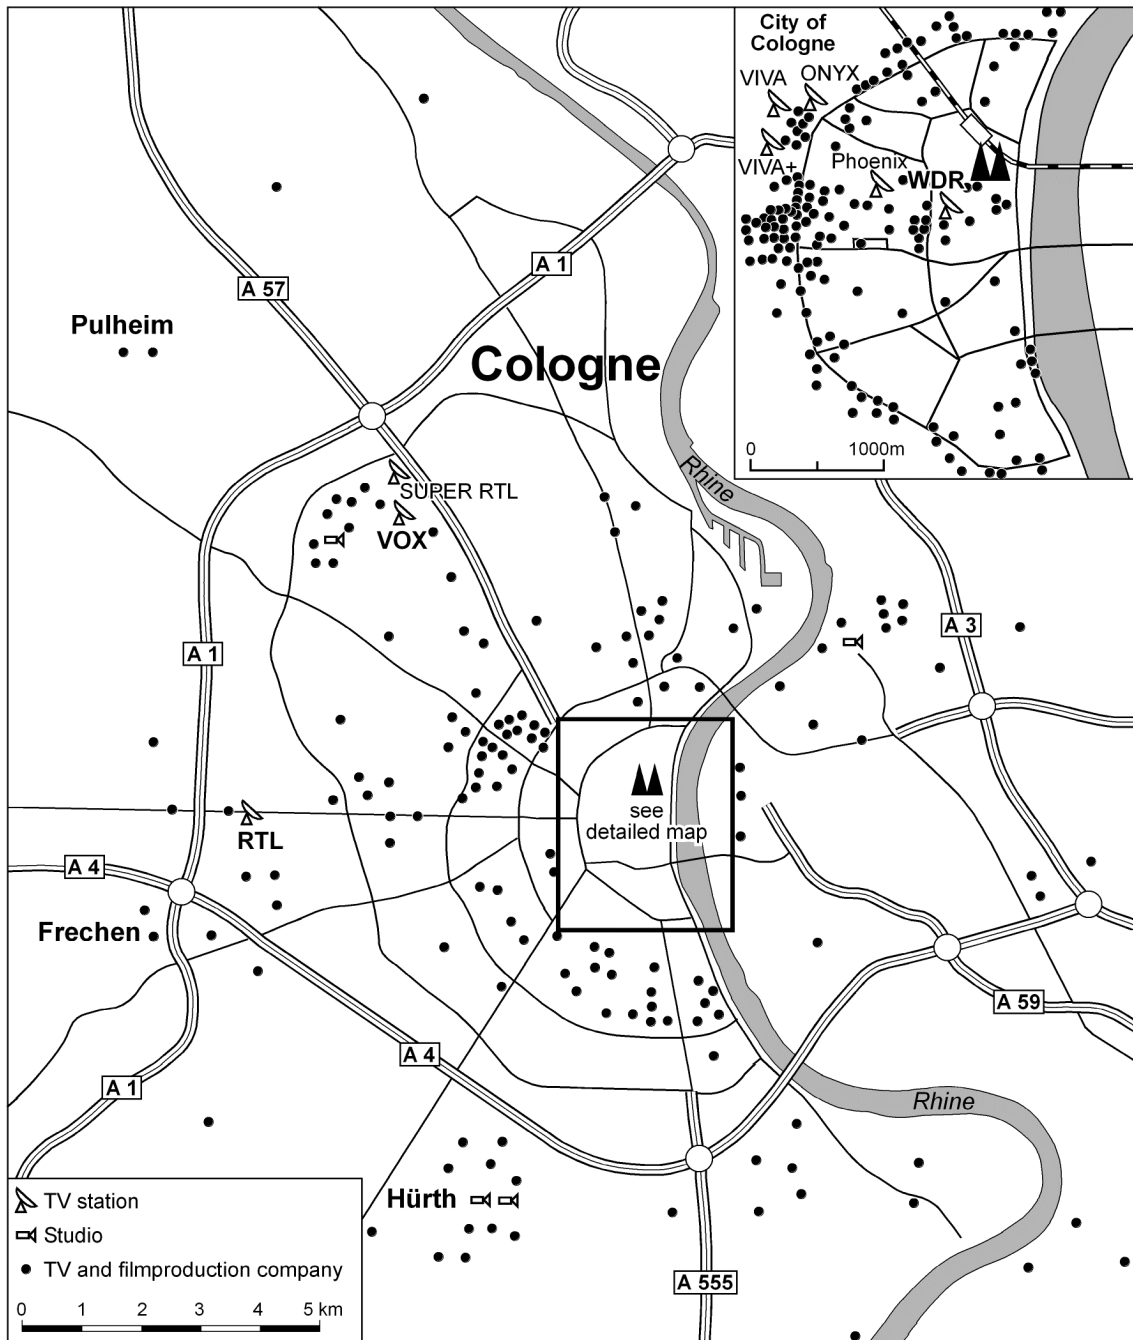 City of
Cologne
VIVA
ONYX
VIVA+
Phoenix
WDR
0
1000m
A 57
A 1
Pulheim
Cologne
Rhine
SUPER RTL
VOX
A 1
A 3
see
detailed map
RTL
A 4
Frechen
A 59
A 4
A 1
Rhine
Hürth
A 555
TV station
Studio
TV and filmproduction company
0 1 2 3 4 5 km